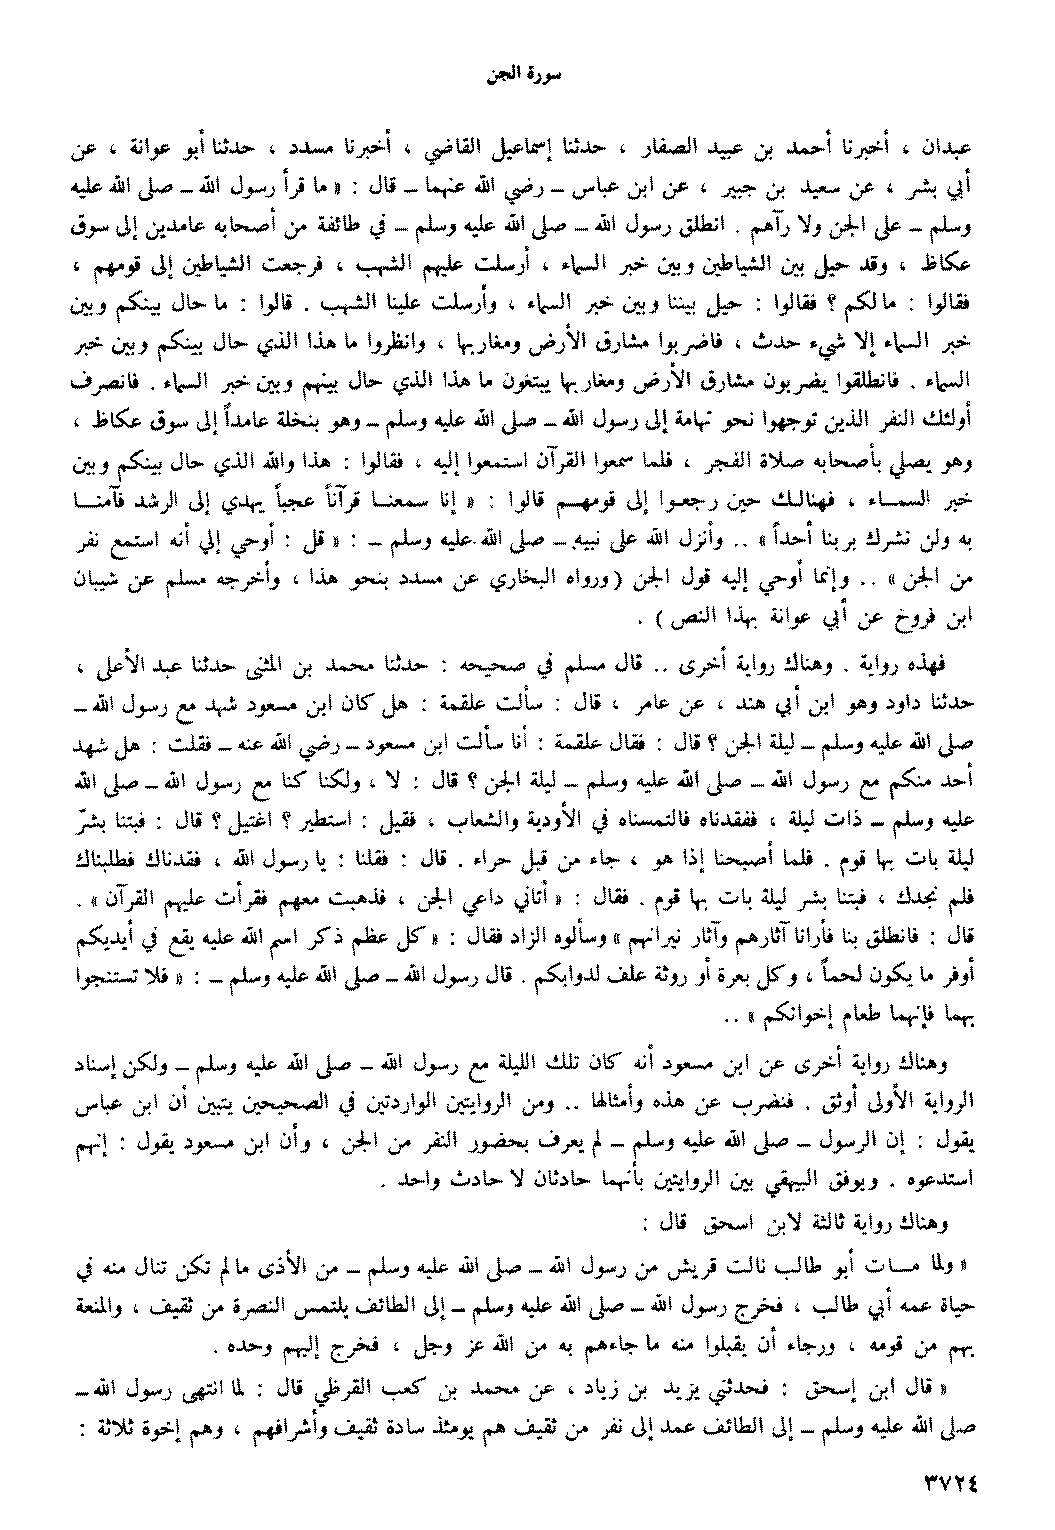 سورة الجن
عبدان ، أخبرنا أحمد بن عبيد الصفار ، حدثنا إسماعيل القاضي ، أخبرنا مسدد ، حدثنا أبو عوانة ، عن
أبي بشر ، عن سعيد بن جبير ، عن ابن عباس – رضي الله عنهما – قال : « ما قرأ رسول الله – صلى الله عليه
وسلم – على الجن ولا رآهم . انطلق رسول الله – صلى الله عليه وسلم – في طائفة من أصحابه عامدين إلى سوق
عكاظ ، وقد حيل بين الشياطين وبين خبر السماء ، أرسلت عليهم الشهب ، فرجعت الشياطين إلى قومهم ،
فقالوا : مالكم ؟ فقالوا : حيل بيننا وبين خبر السماء ، وأرسلت علينا الشهب . قالوا : ما حال بينكم وبين
خبر السماء إلا شيء حدث ، فاضربوا مشارق الأرض ومغاربها ، وانظروا ما هذا الذي حال بينكم وبين خبر
السماء . فانطلقوا يضربون مشارق الأرض ومغاربها يبتغون ما هذا الذي حال بينهم وبين خبر السماء . فانصرف
أولئك النفر الذين توجهوا نحو تهامة إلى رسول الله – صلى الله عليه وسلم – وهو بنخلة عامداً إلى سوق عكاظ ،
وهو يصلي بأصحابه صلاة الفجر ، فلما سمعوا القرآن استمعوا إليه ، فقالوا : هذا والله الذي حال بينكم وبين
خبر السماء ، فهنالك حين رجعوا إلى قومهم قالوا : « إنا سمعنا قرآناً عجباً يهدي إلى الرشد فآمنا
به ولن نشرك بربنا أحداً » .. وأنزل الله على نبيه – صلى الله عليه وسلم – : « قل : أوحي إلي أنه استمع نفر
من الجن » .. وإنما أوحي إليه قول الجن ( ورواه البخاري عن مسدد بنحو هذا ، وأخرجه مسلم عن شيبان
ابن فروخ عن أبي عوانة بهذا النص ) .
فهذه رواية . وهناك رواية أخرى .. قال مسلم في صحيحه : حدثنا محمد بن المثنى حدثنا عبد الأعلى ،
حدثنا داود وهو ابن أبي هند ، عن عامر ، قال : سألت علقمة : هل كان ابن مسعود شهد مع رسول الله –
صلى الله عليه وسلم – ليلة الجن ؟ قال : فقال علقمة : أنا سألت ابن مسعود – رضي الله عنه – فقلت : هل شهد
أحد منكم مع رسول الله – صلى الله عليه وسلم – ليلة الجن ؟ قال : لا ، ولكنا كنا مع رسول الله – صلى الله
عليه وسلم – ذات ليلة ، ففقدناه فالتمسناه في الأودية والشعاب ، فقيل : استطير ؟ اغتيل ؟ قال : فبتنا بشرّ
ليلة بات بها قوم . فلما أصبحنا إذا هو ، جاء من قبل حراء . قال : فقلنا : يا رسول الله ، فقدناك فطلبناك
فلم نجدك ، فبتنا بشر ليلة بات بها قوم . فقال : « أتاني داعي الجن ، فذهبت معهم فقرأت عليهم القرآن » .
قال : فانطلق بنا فأرانا آثارهم وآثار نيرانهم » وسألوه الزاد فقال : « كل عظم ذكر اسم الله عليه يقع في أيديكم
أوفر ما يكون لحماً ، وكل بعرة أو روثة علف لدوابكم . قال رسول الله – صلى الله عليه وسلم – : « فلا تستنجوا
بهما فإنهما طعام إخوانكم » ..
وهناك رواية أخرى عن ابن مسعود أنه كان تلك الليلة مع رسول الله – صلى الله عليه وسلم – ولكن إسناد
الرواية الأولى أوثق . فنضرب عن هذه وأمثالها .. ومن الروايتين الواردتين في الصحيحين يتبين أن ابن عباس
يقول : إن الرسول – صلى الله عليه وسلم – لم يعرف بحضور النفر من الجن ، وأن ابن مسعود يقول : إنهم
استدعوه . ويوفق البيهقي بين الروايتين بأنهما حادثان لا حادث واحد .
وهناك رواية ثالثة لابن اسحق قال :
« ولما مات أبو طالب نالت قريش من رسول الله – صلى الله عليه وسلم – من الأذى ما لم تكن تنال منه في
حياة عمه أبي طالب ، فخرج رسول الله – صلى الله عليه وسلم – إلى الطائف يلتمس النصرة من ثقيف ، والمنعة
بهم من قومه ، ورجاء أن يقبلوا منه ما جاءهم به من الله عز وجل ، فخرج إليهم وحده .
« قال ابن إسحق : فحدثني يزيد بن زياد ، عن محمد بن كعب القرظي قال : لما انتهى رسول الله –
صلى الله عليه وسلم – إلى الطائف عمد إلى نفر من ثقيف هم يومئذ سادة ثقيف وأشرافهم ، وهم إخوة ثلاثة :
٣٧٢٤